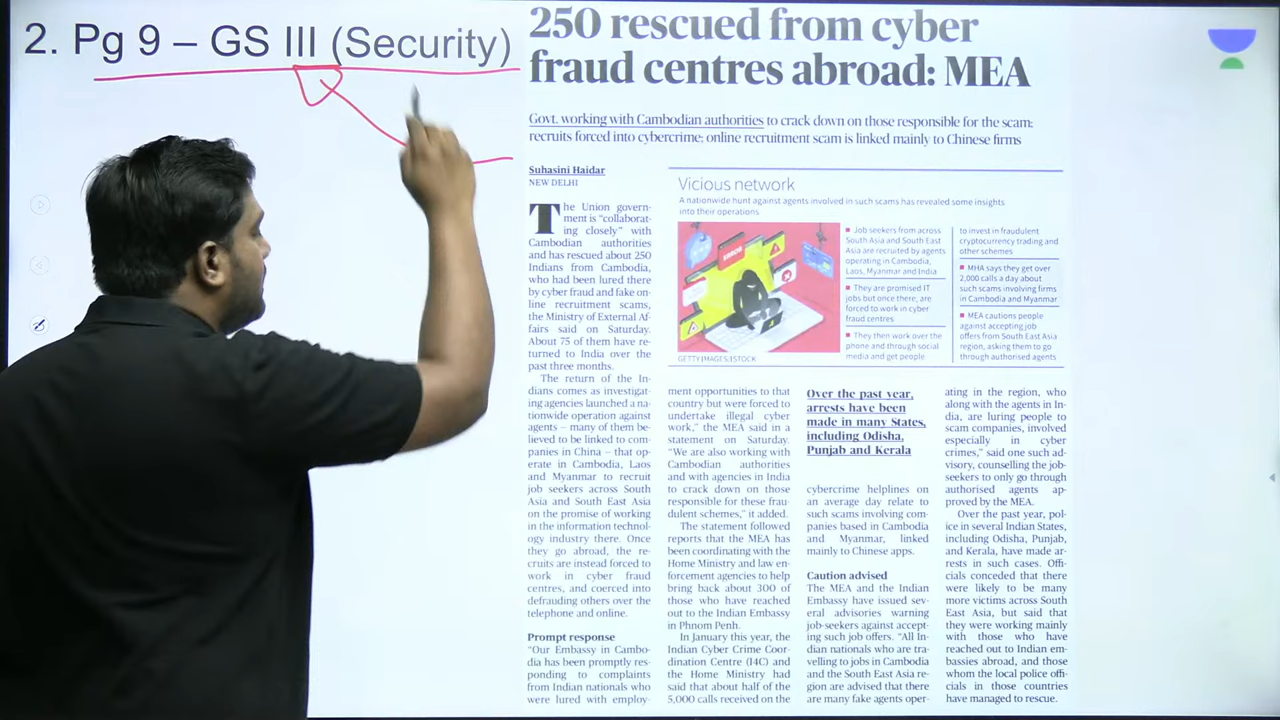 2. Pg 9 – GS III (Security)
250 rescued from cyber
fraud centres abroad: MEA
Govt. working with Cambodian authorities to crack down on those responsible for the scam;
recruits forced into cybercrime; online recruitment scam is linked mainly to Chinese firms
Suhasini Haidar
NEW DELHI
The Union govern-
ment is “collaborat-
ing closely” with
Cambodian authorities
and has rescued about 250
Indians from Cambodia,
who had been lured there
by cyber fraud and fake on-
line recruitment scams,
the Ministry of External Af-
fairs said on Saturday.
About 75 of them have re-
turned to India over the
past three months.
The return of the In-
dians comes as investigat-
ing agencies launched a na-
tionwide operation against
agents – many of them be-
lieved to be linked to com-
panies in China – that op-
erate in Cambodia, Laos
and Myanmar to recruit
job seekers across South
Asia and South East Asia
on the promise of working
in the information technol-
ogy industry there. Once
they go abroad, the re-
cruits are instead forced to
work in cyber fraud
centres, and coerced into
defrauding others over the
telephone and online.
Prompt response
“Our Embassy in Cambo-
dia has been promptly res-
ponding to complaints
from Indian nationals who
were lured with employ-
Vicious network
A nationwide hunt against agents involved in such scams has revealed some insights
into their operations
GETTY IMAGES/ISTOCK
■ Job seekers from across
South Asia and South East
Asia are recruited by agents
operating in Cambodia,
Laos, Myanmar and India
■ They are promised IT
jobs but once there, are
forced to work in cyber
fraud centres
■ They then work over the
phone and through social
media and get people
to invest in fraudulent
cryptocurrency trading and
other schemes
■ MHA says they get over
2,000 calls a day about
such scams involving firms
in Cambodia and Myanmar
■ MEA cautions people
against accepting job
offers from South East Asia
region, asking them to go
through authorised agents
ment opportunities to that
country but were forced to
undertake illegal cyber
work,” the MEA said in a
statement on Saturday.
“We are also working with
Cambodian authorities
and with agencies in India
to crack down on those
responsible for these frau-
dulent schemes,” it added.
The statement followed
reports that the MEA has
been coordinating with the
Home Ministry and law en-
forcement agencies to help
bring back about 300 of
those who have reached
out to the Indian Embassy
in Phnom Penh.
In January this year, the
Indian Cyber Crime Coor-
dination Centre (I4C) and
the Home Ministry had
said that about half of the
5,000 calls received on the
Over the past year,
arrests have been
made in many States,
including Odisha,
Punjab and Kerala
cybercrime helplines on
an average day relate to
such scams involving com-
panies based in Cambodia
and Myanmar, linked
mainly to Chinese apps.
Caution advised
The MEA and the Indian
Embassy have issued sev-
eral advisories warning
job-seekers against accept-
ing such job offers. “All In-
dian nationals who are tra-
velling to jobs in Cambodia
and the South East Asia re-
gion are advised that there
are many fake agents oper-
ating in the region, who
along with the agents in In-
dia, are luring people to
scam companies, involved
especially in cyber
crimes,” said one such ad-
visory, counselling the job-
seekers to only go through
authorised agents ap-
proved by the MEA.
Over the past year, pol-
ice in several Indian States,
including Odisha, Punjab,
and Kerala, have made ar-
rests in such cases. Offi-
cials conceded that there
were likely to be many
more victims across South
East Asia, but said that
they were working mainly
with those who have
reached out to Indian em-
bassies abroad, and those
whom the local police offi-
cials in those countries
have managed to rescue.